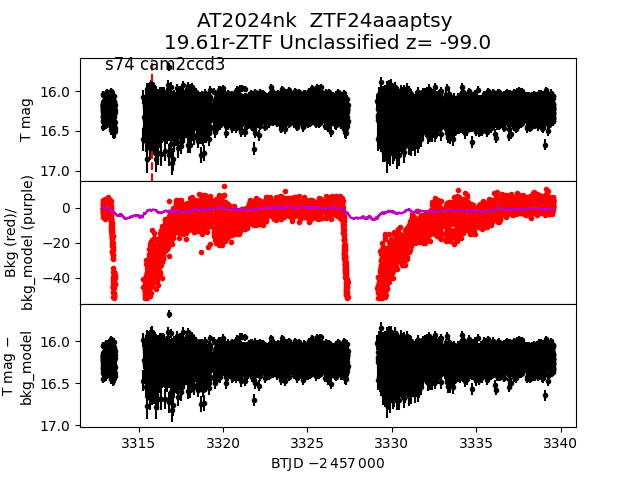 AT2024nk  ZTF24aaaptsy
19.61r-ZTF Unclassified z= -99.0
s74 cam2ccd3
16.0
16.5
17.0
T mag
0
−20
−40
Bkg (red)/
bkg_model (purple)
16.0
16.5
17.0
T mag −
bkg_model
3315
3320
3325
3330
3335
3340
BTJD −2 457 000